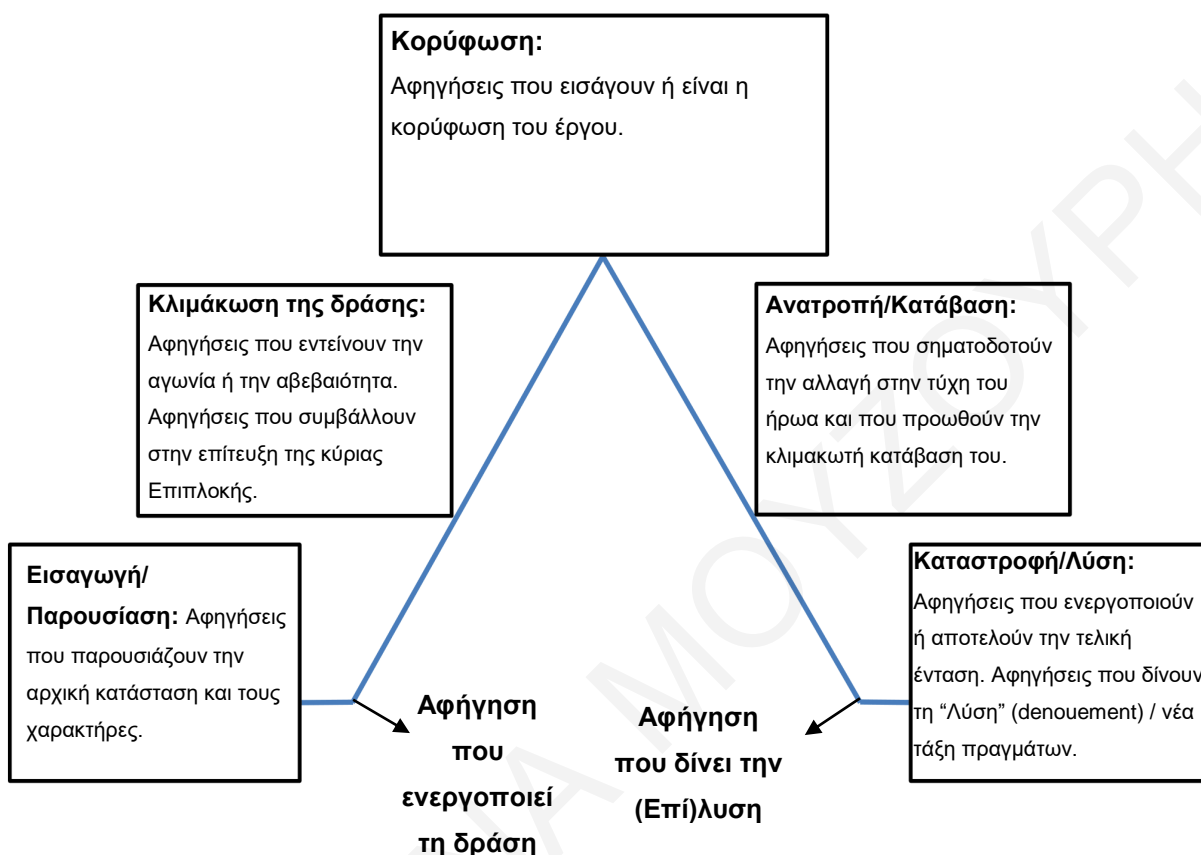 Κορύφωση:
Αφηγήσεις που εισάγουν ή είναι η
κορύφωση του έργου.
Κλιμάκωση της δράσης:
Αφηγήσεις που εντείνουν την
αγωνία ή την αβεβαιότητα.
Αφηγήσεις που συμβάλλουν
στην επίτευξη της κύριας
Επιπλοκής.
Ανατροπή/Κατάβαση:
Αφηγήσεις που σηματοδοτούν
την αλλαγή στην τύχη του
ήρωα και που προωθούν την
κλιμακωτή κατάβαση του.
Εισαγωγή/
Παρουσίαση: Αφηγήσεις
που παρουσιάζουν την
αρχική κατάσταση και τους
χαρακτήρες.
Αφήγηση
που
ενεργοποιεί
τη δράση
Αφήγηση
που δίνει την
(Επί)λυση
Καταστροφή/Λύση:
Αφηγήσεις που ενεργοποιούν
ή αποτελούν την τελική
ένταση. Αφηγήσεις που δίνουν
τη “Λύση” (denouement) / νέα
τάξη πραγμάτων.
ΜΟΥΖΟΥΡΗ